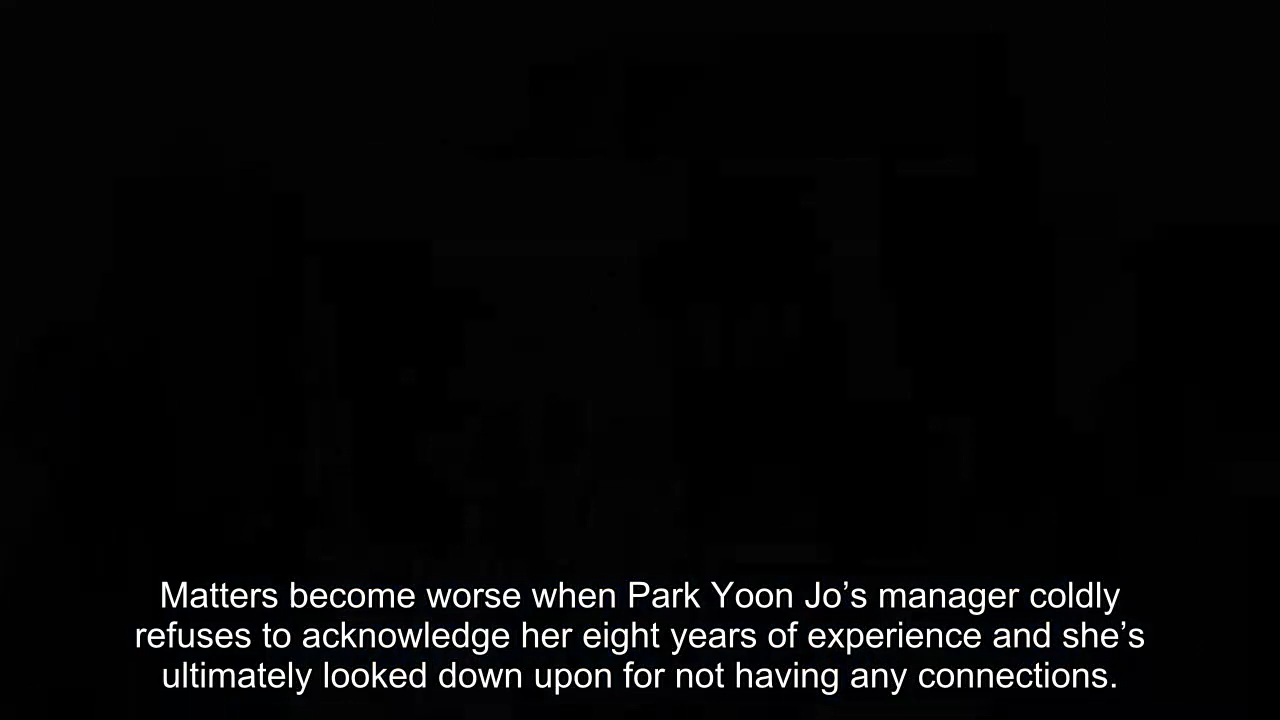 Matters become worse when Park Yoon Jo’s manager coldly
refuses to acknowledge her eight years of experience and she’s
ultimately looked down upon for not having any connections.